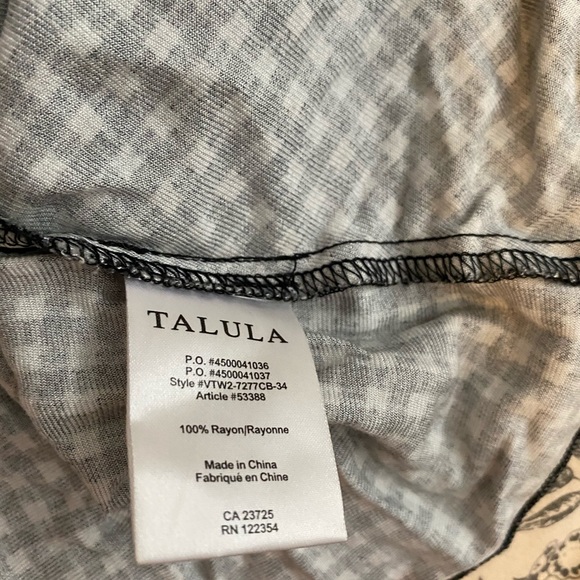 TALULA
P.O. #4500041036
P.O. #4500041037
Style #VTW2-7277CB-34
Article #53388
100% Rayon/Rayonne
Made in China
Fabriqué en Chine
CA 23725
RN 122354